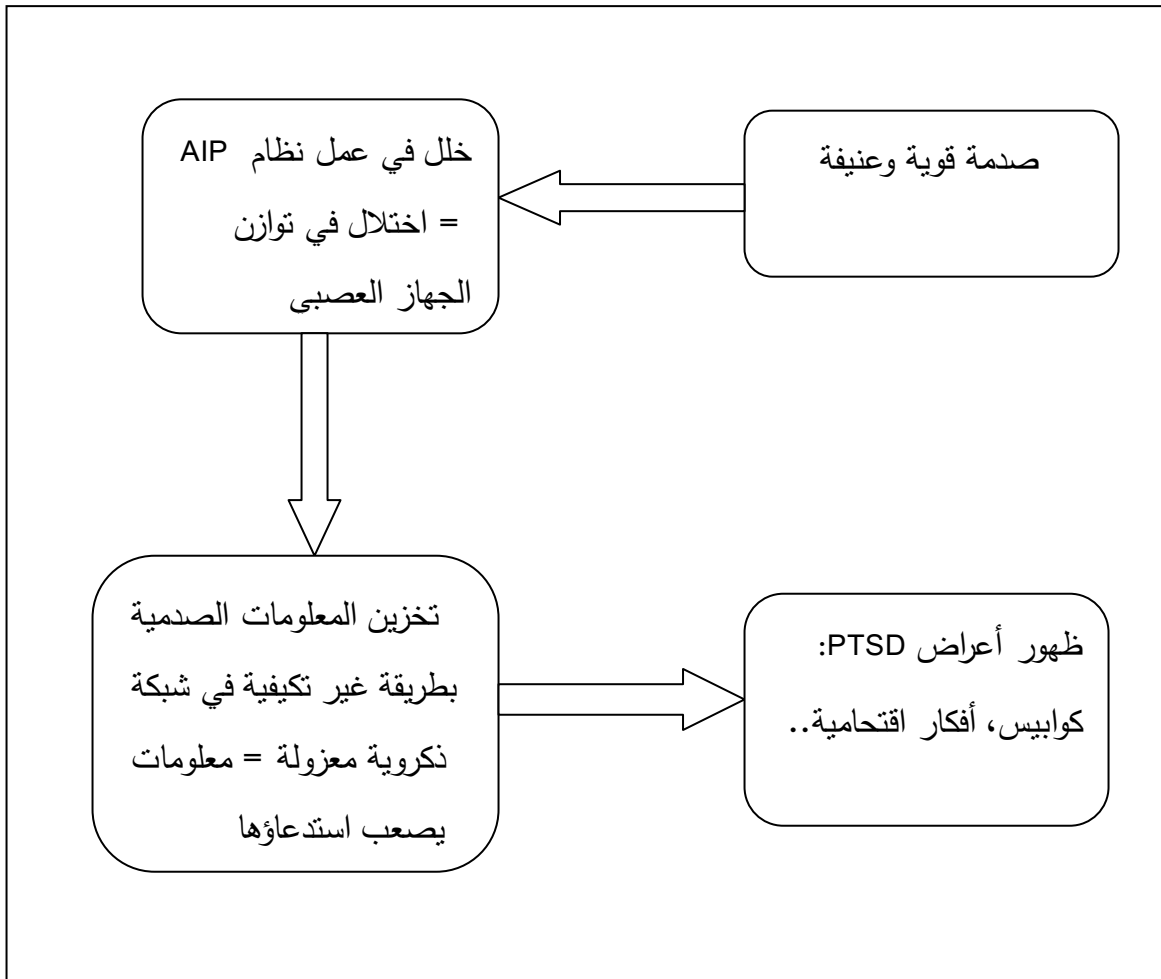 صدمة قوية وعنيفة
خلل في عمل نظام AIP
= اختلال في توازن
الجهاز العصبي
تخزين المعلومات الصدمية
بطريقة غير تكيفية في شبكة
ذكروية معزولة = معلومات
يصعب استدعاؤها
ظهور أعراض PTSD:
كوابيس، أفكار اقتحامية..